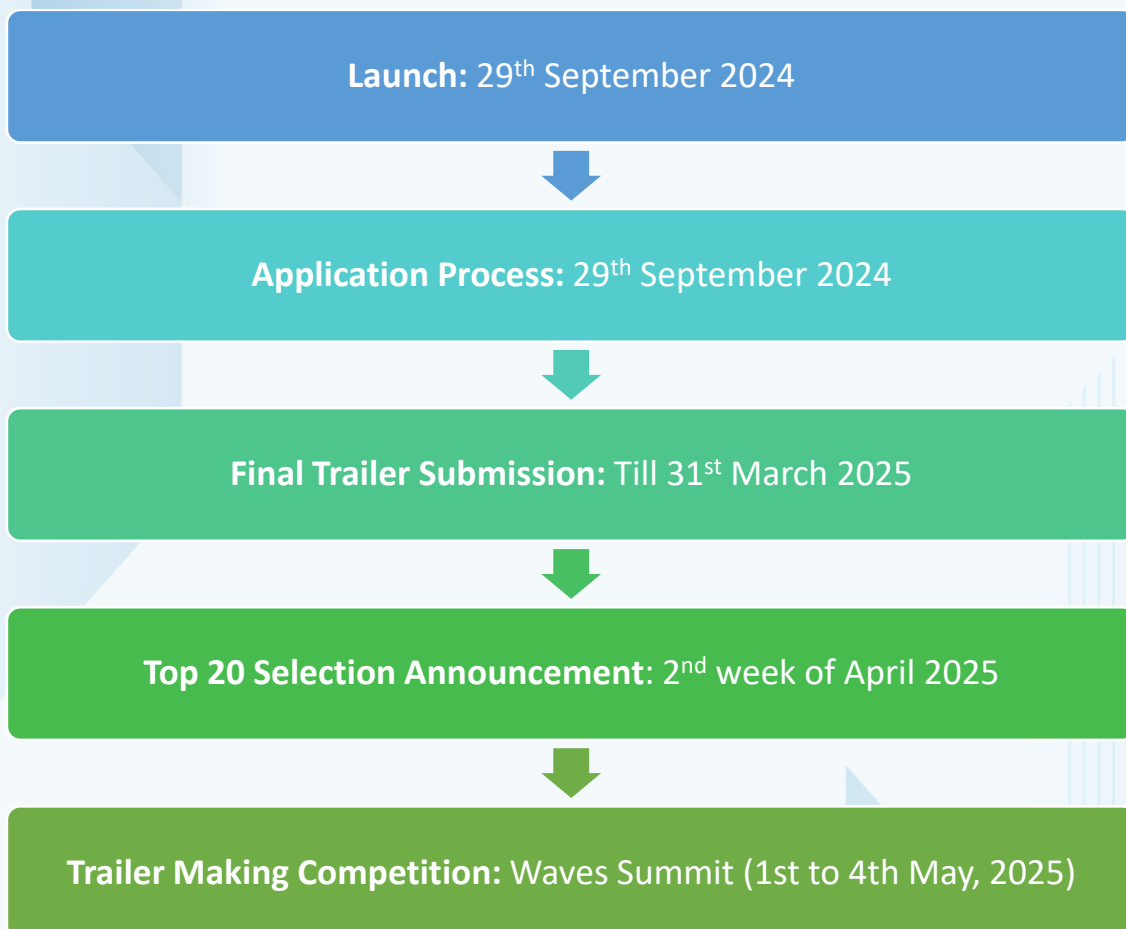 Launch: 29th September 2024
Application Process: 29th September 2024
Final Trailer Submission: Till 31st March 2025
Top 20 Selection Announcement: 2nd week of April 2025
Trailer Making Competition: Waves Summit (1st to 4th May, 2025)